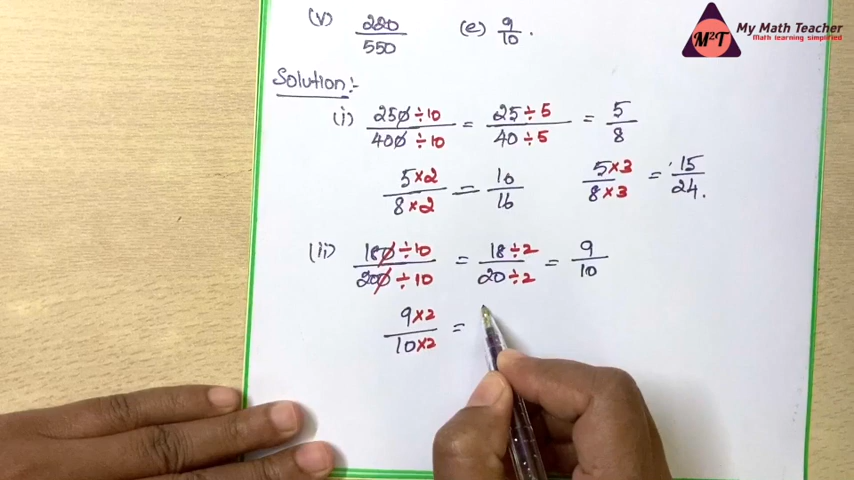 (v) 220/550 (e) 9/10.
My Math Teacher
Math learning simplified
M²T
Solution:-
(i) 250÷10/400÷10 = 25÷5/40÷5 = 5/8
5×2/8×2 = 10/16 5×3/8×3 = 15/24.
(ii) 180÷10/200÷10 = 18÷2/20÷2 = 9/10
9×2/10×2 =